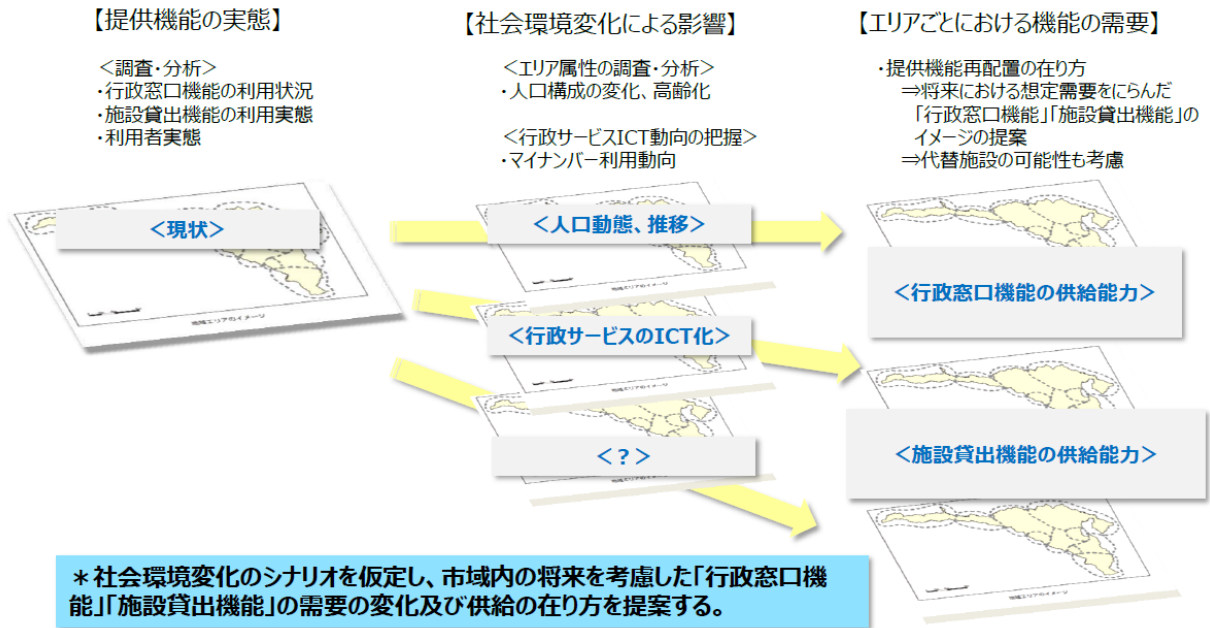 【提供機能の実態】
<調査・分析>
・行政窓口機能の利用状況
・施設貸出機能の利用実態
・利用者実態
<現状>
地域エリアのイメージ
【社会環境変化による影響】
<エリア属性の調査・分析>
・人口構成の変化、高齢化
<行政サービスICT動向の把握>
・マイナンバー利用動向
<人口動態、推移>
<行政サービスのICT化>
<?>
【エリアごとにおける機能の需要】
・提供機能再配置の在り方
⇒将来における想定需要をにらんだ
「行政窓口機能」「施設貸出機能」の
イメージの提案
⇒代替施設の可能性も考慮
<行政窓口機能の供給能力>
<施設貸出機能の供給能力>
*社会環境変化のシナリオを仮定し、市域内の将来を考慮した「行政窓口機
能」「施設貸出機能」の需要の変化及び供給の在り方を提案する。